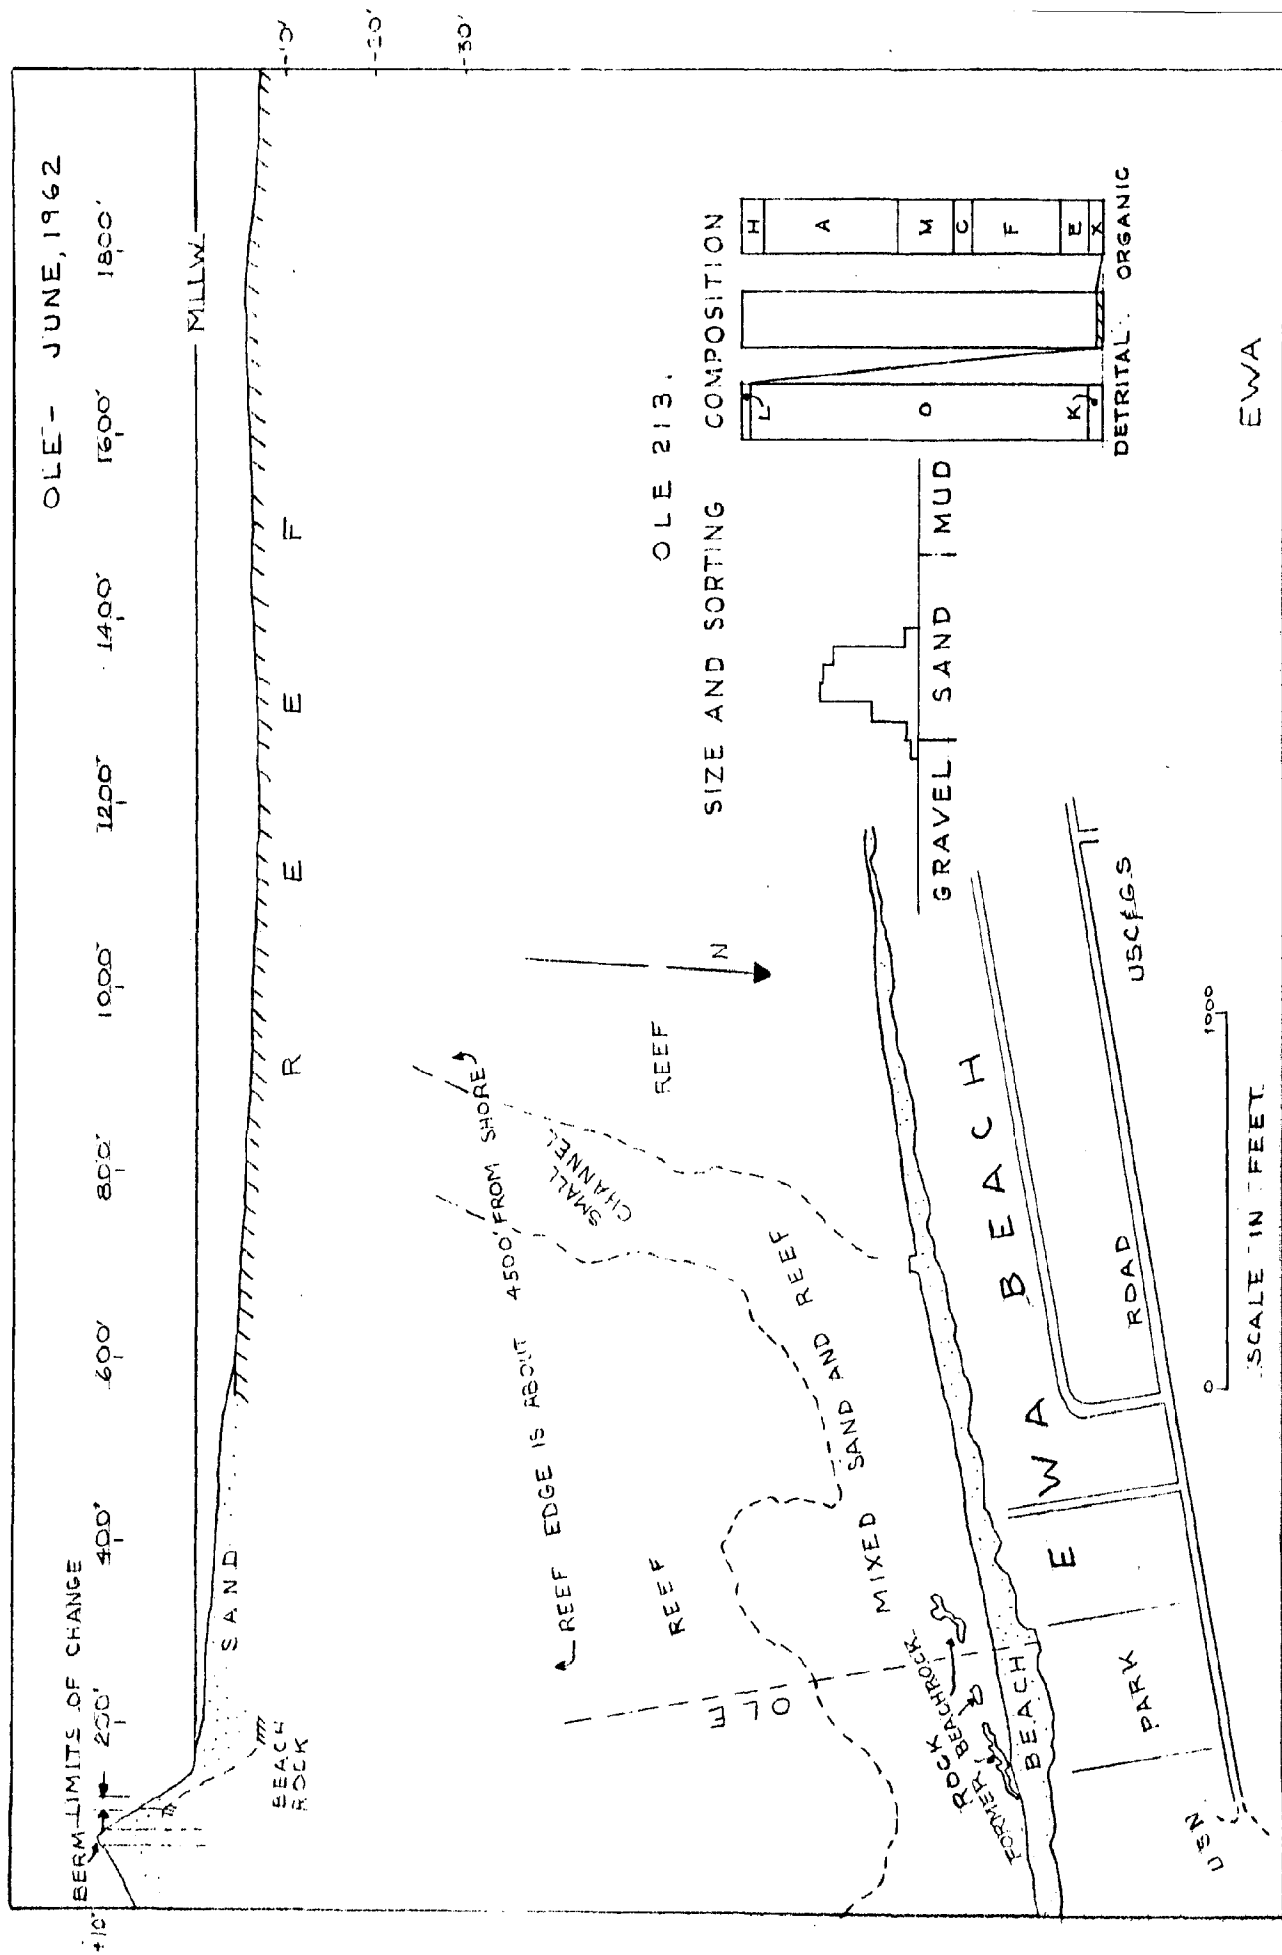 OLE - JUNE, 1962
BERM-LIMITS OF CHANGE
200' 400' 600' 800' 1000' 1200' 1400' 1600' 1800'
+10'
-10'
-20'
-30'
MLLW
SAND
BEACH
ROCK
REEF
OLE 213.
SIZE AND SORTING
COMPOSITION
GRAVEL SAND MUD
L O K
H A M C F E X
DETRITAL ORGANIC
REEF EDGE IS ABOUT 4500' FROM SHORE
SMALL
CHANNEL
REEF
REEF
N
MIXED SAND AND REEF
OLE
ROCK
FORMER BEACHROCK
BEACH
EWA BEACH
PARK
ROAD
USN
USC&GS
0 1000
SCALE IN FEET
EWA